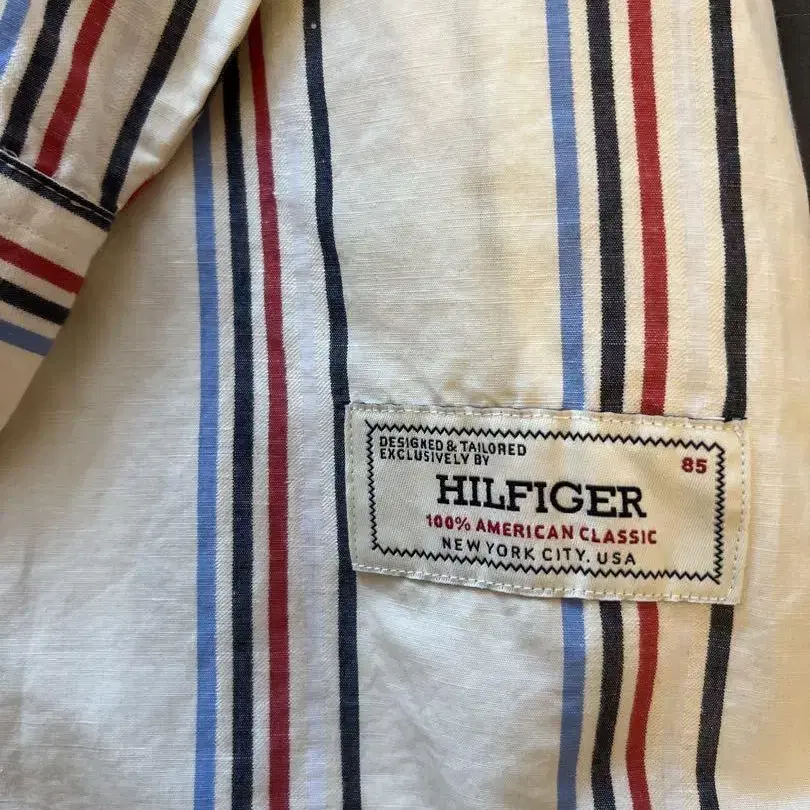 DESIGNED & TAILORED
EXCLUSIVELY BY
85
HILFIGER
100% AMERICAN CLASSIC
NEW YORK CITY. USA